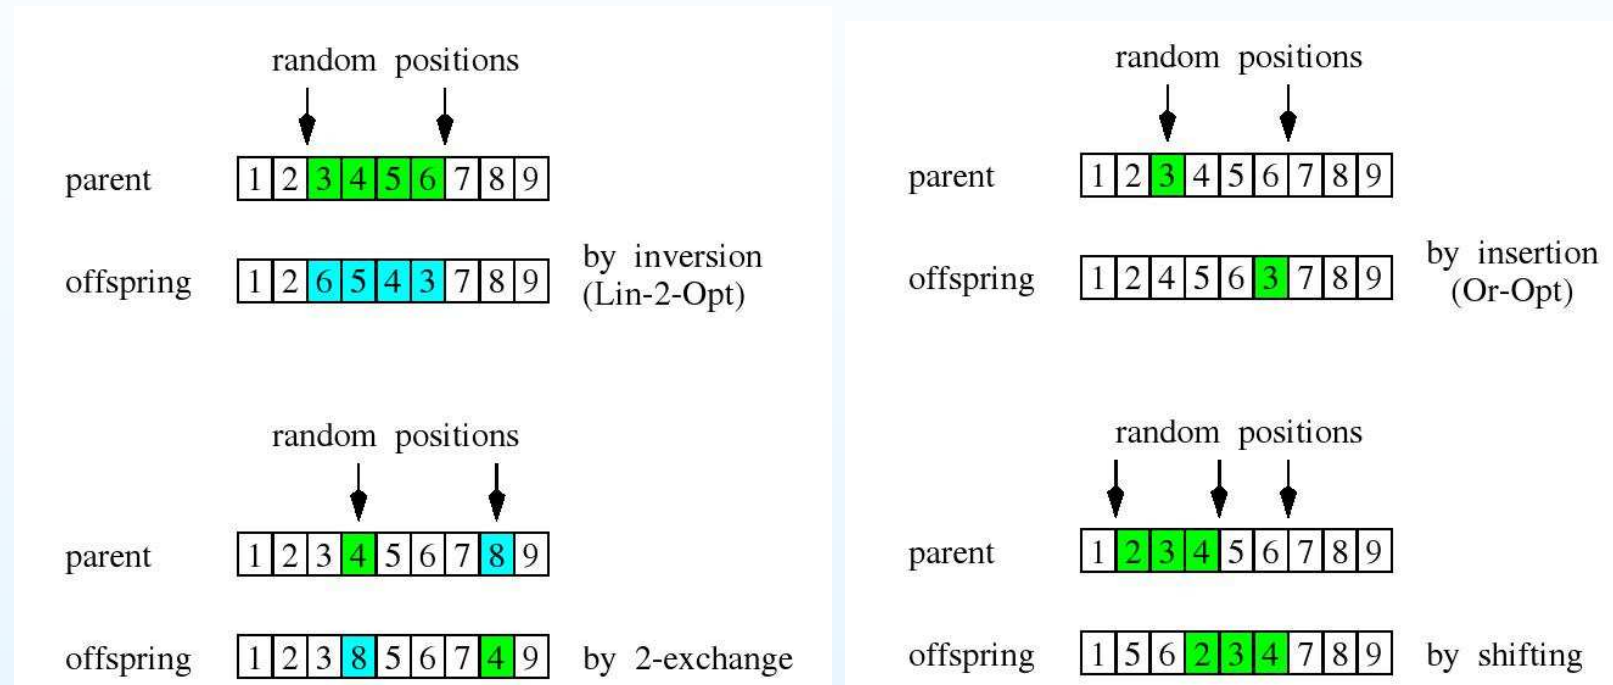 random positions
parent 1 2 3 4 5 6 7 8 9
offspring 1 2 6 5 4 3 7 8 9
by inversion
(Lin-2-Opt)
random positions
parent 1 2 3 4 5 6 7 8 9
offspring 1 2 3 8 5 6 7 4 9 by 2-exchange
random positions
parent 1 2 3 4 5 6 7 8 9
offspring 1 2 4 5 6 3 7 8 9
by insertion
(Or-Opt)
random positions
parent 1 2 3 4 5 6 7 8 9
offspring 1 5 6 2 3 4 7 8 9 by shifting